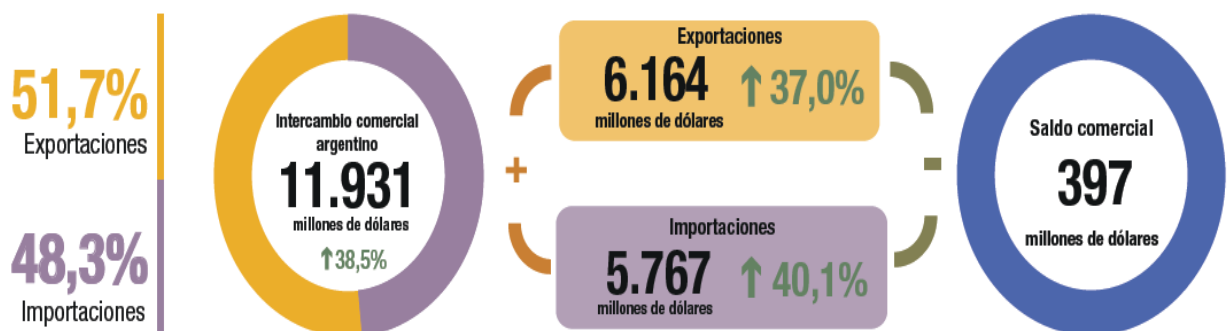 51,7%
Exportaciones
48,3%
Importaciones
Intercambio comercial
argentino
11.931
millones de dólares
↑38,5%
+
Exportaciones
6.164 ↑ 37,0%
millones de dólares
Importaciones
5.767 ↑ 40,1%
millones de dólares
-
Saldo comercial
397
millones de dólares